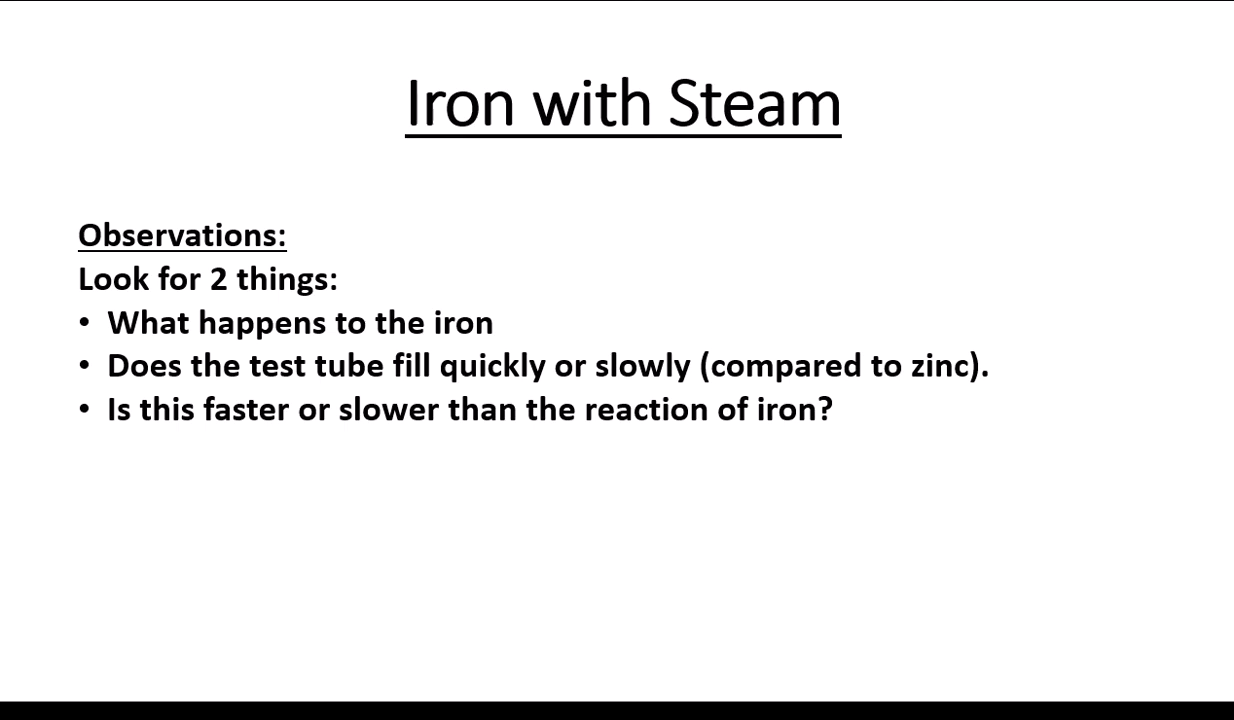 Iron with Steam
Observations:
Look for 2 things:
• What happens to the iron
• Does the test tube fill quickly or slowly (compared to zinc).
• Is this faster or slower than the reaction of iron?